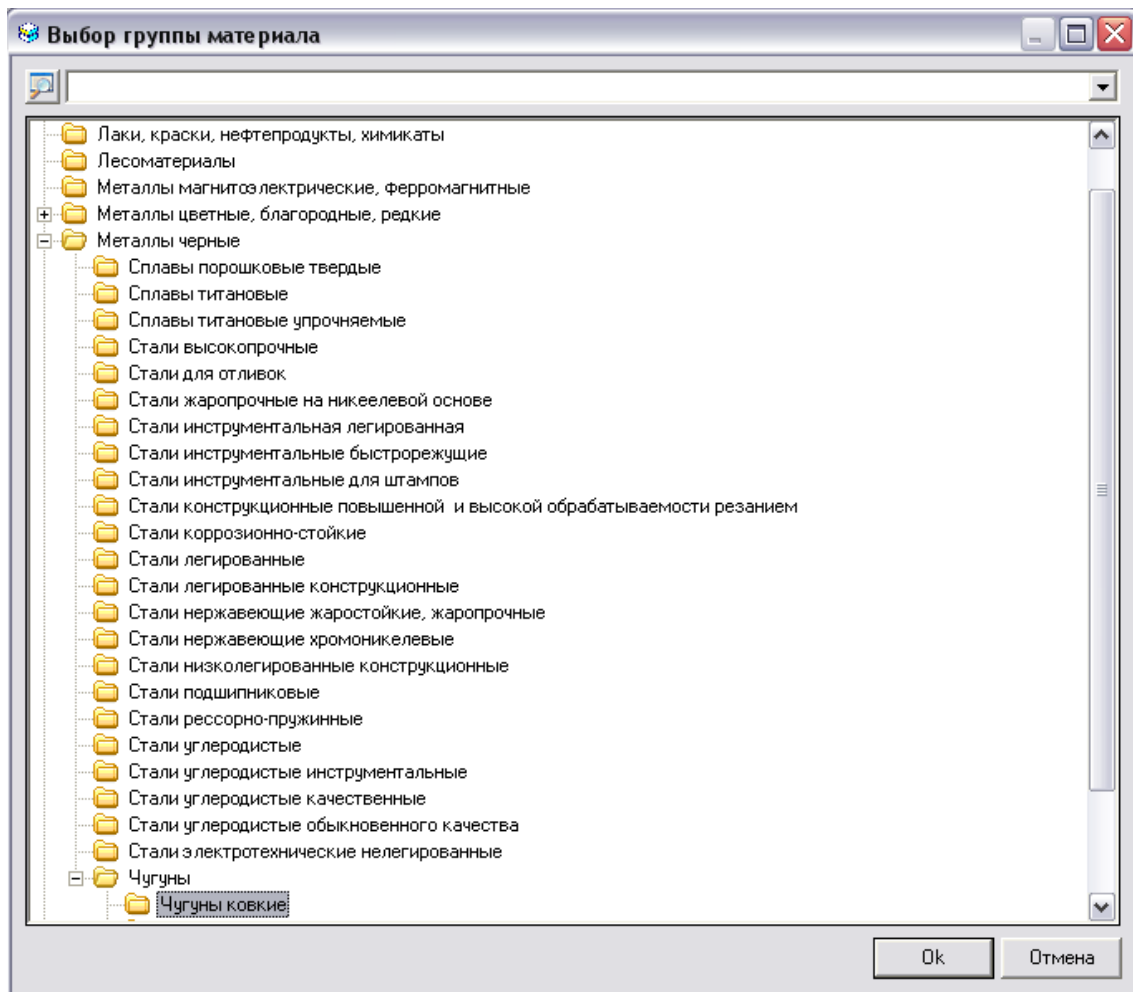 Выбор группы материала
Лаки, краски, нефтепродукты, химикаты
Лесоматериалы
Металлы магнитоэлектрические, ферромагнитные
Металлы цветные, благородные, редкие
Металлы черные
Сплавы порошковые твердые
Сплавы титановые
Сплавы титановые упрочняемые
Стали высокопрочные
Стали для отливок
Стали жаропрочные на никеелевой основе
Стали инструментальная легированная
Стали инструментальные быстрорежущие
Стали инструментальные для штампов
Стали конструкционные повышенной  и высокой обрабатываемости резанием
Стали коррозионно-стойкие
Стали легированные
Стали легированные конструкционные
Стали нержавеющие жаростойкие, жаропрочные
Стали нержавеющие хромоникелевые
Стали низколегированные конструкционные
Стали подшипниковые
Стали рессорно-пружинные
Стали углеродистые
Стали углеродистые инструментальные
Стали углеродистые качественные
Стали углеродистые обыкновенного качества
Стали электротехнические нелегированные
Чугуны
Чугуны ковкие
Ok Отмена